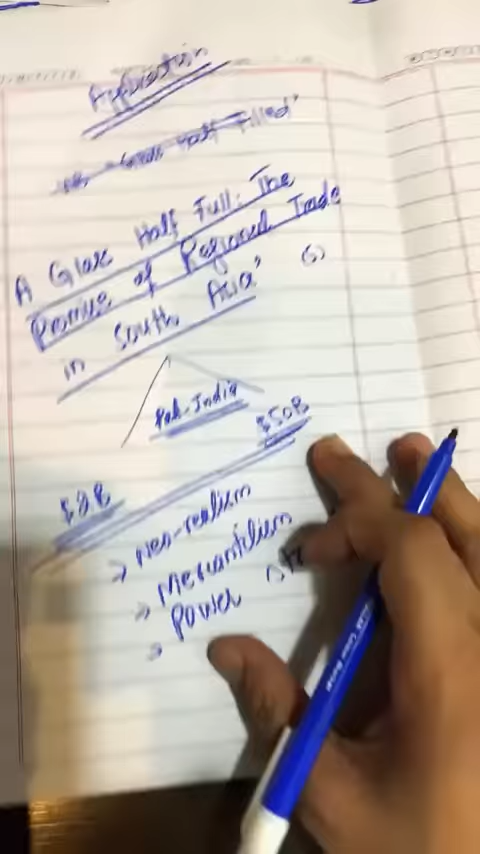 Application
"Glass Half Filled"
A Glass Half Full: The
Promise of Regional Trade
in South Asia"
Pak-India
$50B
$2B
→ Neo-realism
→ Mercantilism
→ Power